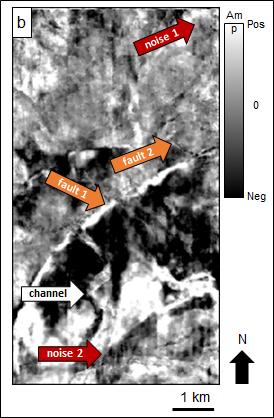 b
noise 1
Am
p
Pos
0
Neg
fault 2
fault 1
channel
noise 2
N
1 km